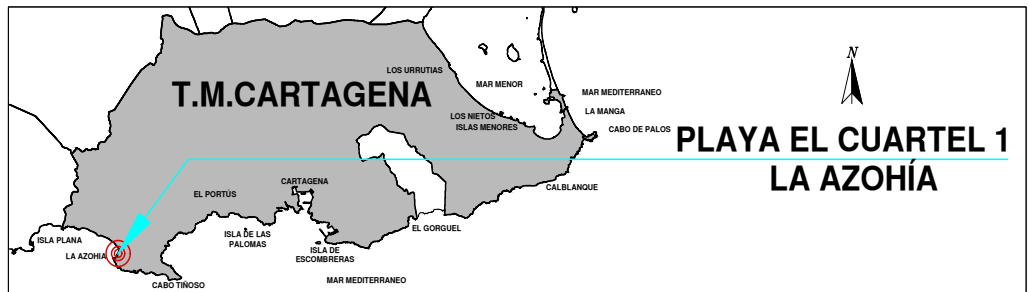 LOS URRUTIAS
T.M.CARTAGENA
MAR MENOR
MAR MEDITERRANEO
LA MANGA
LOS NIETOS
ISLAS MENORES
CABO DE PALOS
N
PLAYA EL CUARTEL 1
LA AZOHÍA
CARTAGENA
EL PORTÚS
CALBLANQUE
EL GORGUEL
ISLA PLANA
ISLA DE LAS
PALOMAS
LA AZOHIA
ISLA DE
ESCOMBRERAS
CABO TIÑOSO
MAR MEDITERRANEO